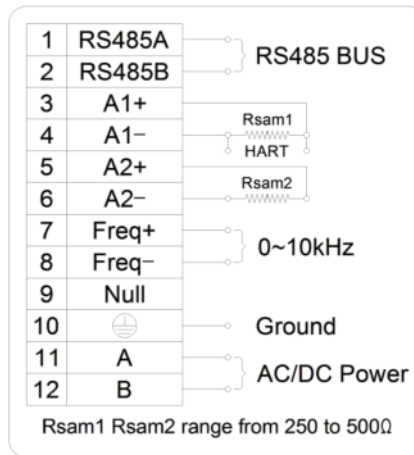 1 RS485A
RS485 BUS
2 RS485B
3 A1+
Rsam1
4 A1−
HART
5 A2+
Rsam2
6 A2−
7 Freq+
0~10kHz
8 Freq−
9 Null
10 Ground
11 A
AC/DC Power
12 B
Rsam1 Rsam2 range from 250 to 500Ω